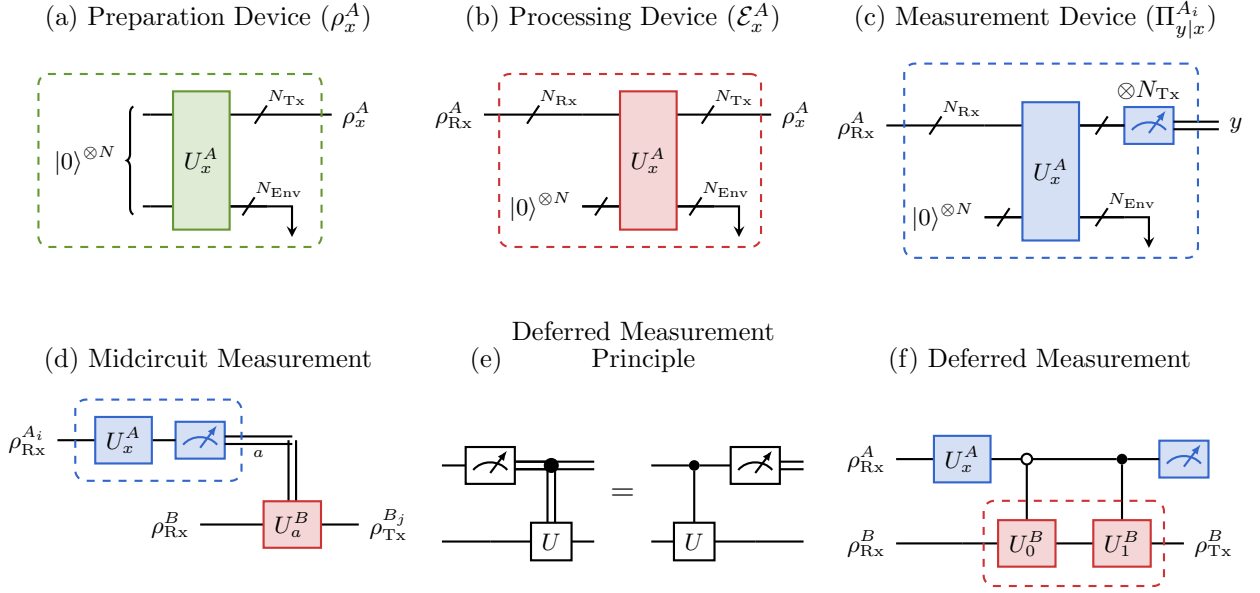 (a) Preparation Device (ρ_x^A)
|0⟩^{⊗N}
U_x^A
N_Tx
N_Env
ρ_x^A
(b) Processing Device (ℰ_x^A)
ρ_Rx^A
N_Rx
|0⟩^{⊗N}
U_x^A
N_Tx
N_Env
ρ_x^A
(c) Measurement Device (Π_{y|x}^{A_i})
ρ_Rx^A
N_Rx
|0⟩^{⊗N}
U_x^A
⊗N_Tx
N_Env
y
(d) Midcircuit Measurement
ρ_Rx^{A_i}
U_x^A
a
ρ_Rx^B
U_a^B
ρ_Tx^{B_j}
(e) Deferred Measurement
Principle
U
=
U
(f) Deferred Measurement
ρ_Rx^A
U_x^A
ρ_Rx^B
U_0^B
U_1^B
ρ_Tx^B